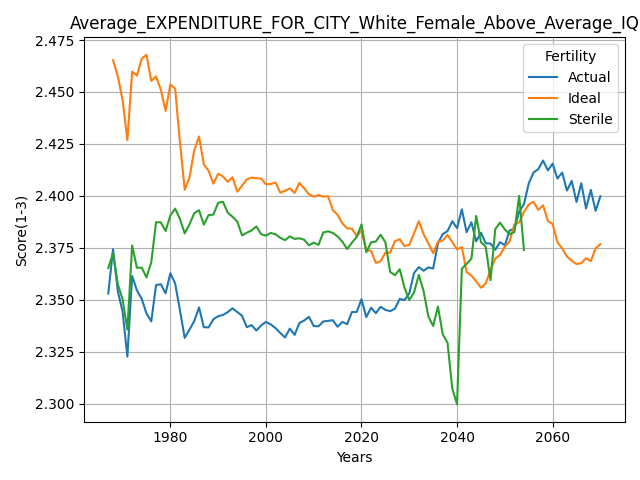 Average_EXPENDITURE_FOR_CITY_White_Female_Above_Average_IQ
2.475
2.450
2.425
2.400
2.375
2.350
2.325
2.300
Score(1-3)
Fertility
Actual
Ideal
Sterile
1980
2000
2020
2040
2060
Years